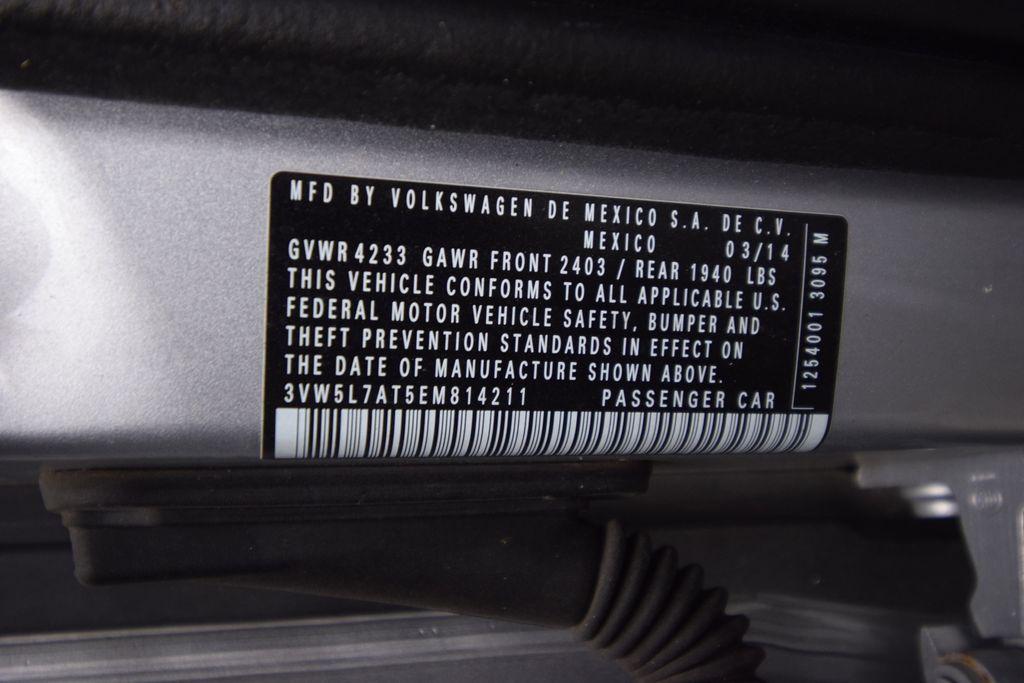 MFD BY VOLKSWAGEN DE MEXICO S.A. DE C.V.
MEXICO 03/14
GVWR 4233 GAWR FRONT 2403 / REAR 1940 LBS
THIS VEHICLE CONFORMS TO ALL APPLICABLE U.S.
FEDERAL MOTOR VEHICLE SAFETY, BUMPER AND
THEFT PREVENTION STANDARDS IN EFFECT ON
THE DATE OF MANUFACTURE SHOWN ABOVE.
3VW5L7AT5EM814211 PASSENGER CAR
1254001 3095 M